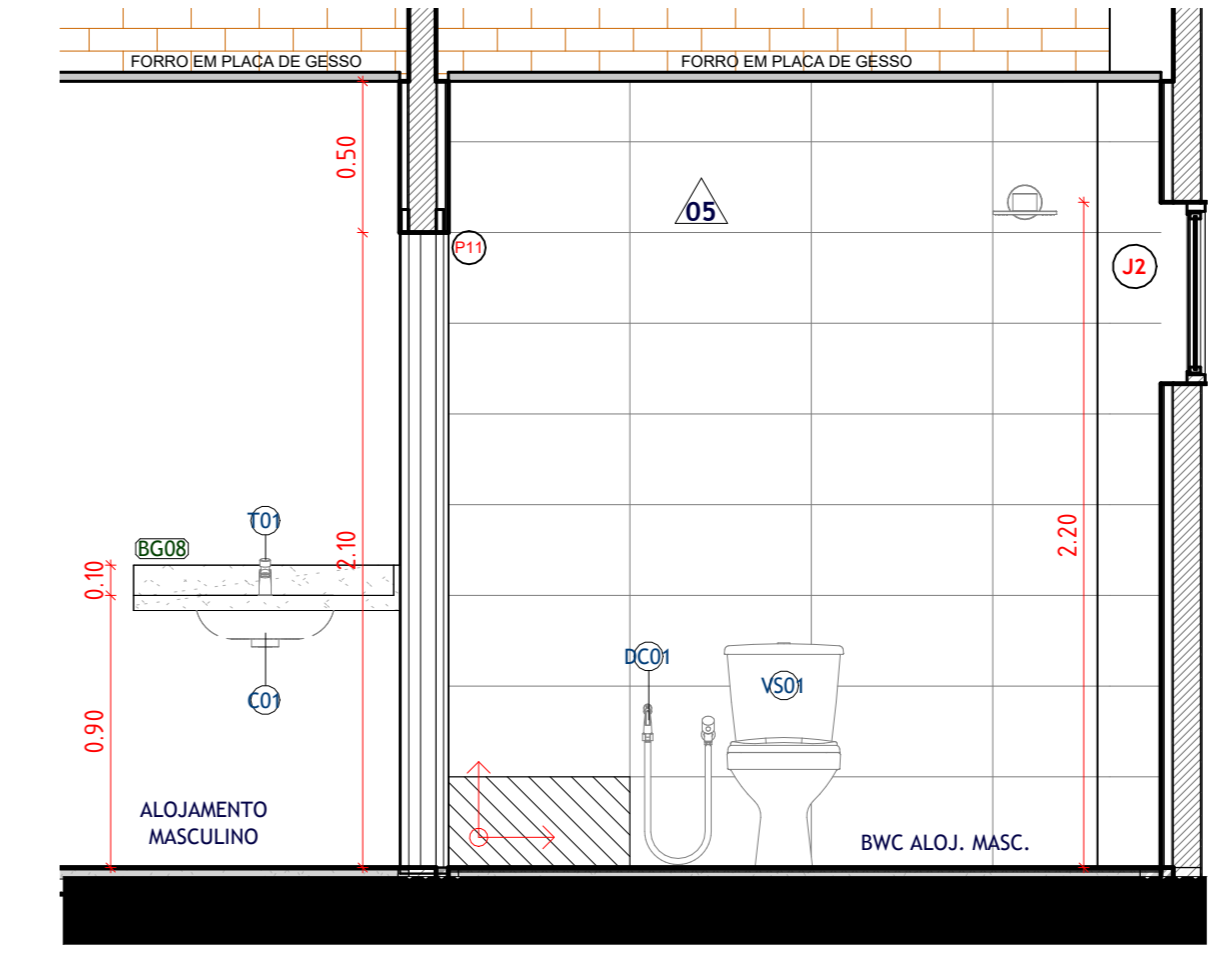 FORRO EM PLACA DE GESSO
FORRO EM PLACA DE GESSO
0.50
05
P11
J2
T01
BG08
2.10
2.20
0.10
DC01
VS01
C01
0.90
ALOJAMENTO
MASCULINO
BWC ALOJ. MASC.